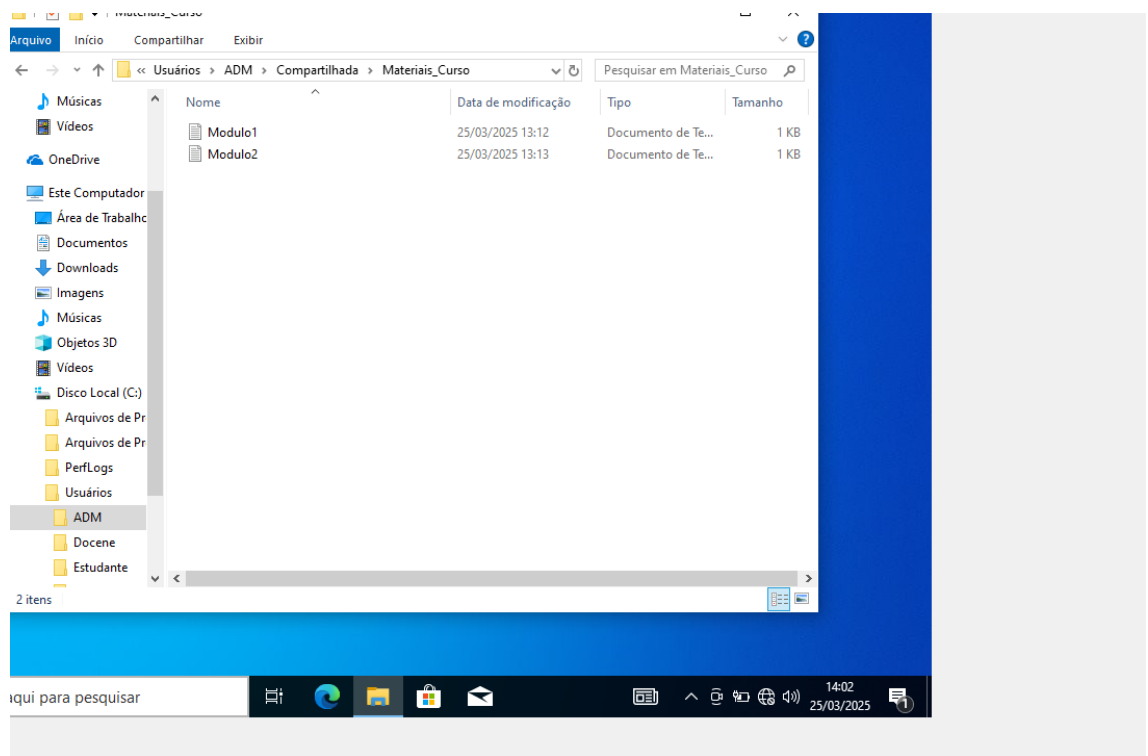 Materiais_Curso
Arquivo Início Compartilhar Exibir
« Usuários > ADM > Compartilhada > Materiais_Curso
Pesquisar em Materiais_Curso
Nome Data de modificação Tipo Tamanho
Modulo1 25/03/2025 13:12 Documento de Te... 1 KB
Modulo2 25/03/2025 13:13 Documento de Te... 1 KB
Músicas
Vídeos
OneDrive
Este Computador
Área de Trabalho
Documentos
Downloads
Imagens
Músicas
Objetos 3D
Vídeos
Disco Local (C:)
Arquivos de Pr
Arquivos de Pr
PerfLogs
Usuários
ADM
Docene
Estudante
2 itens
aqui para pesquisar
14:02
25/03/2025
1